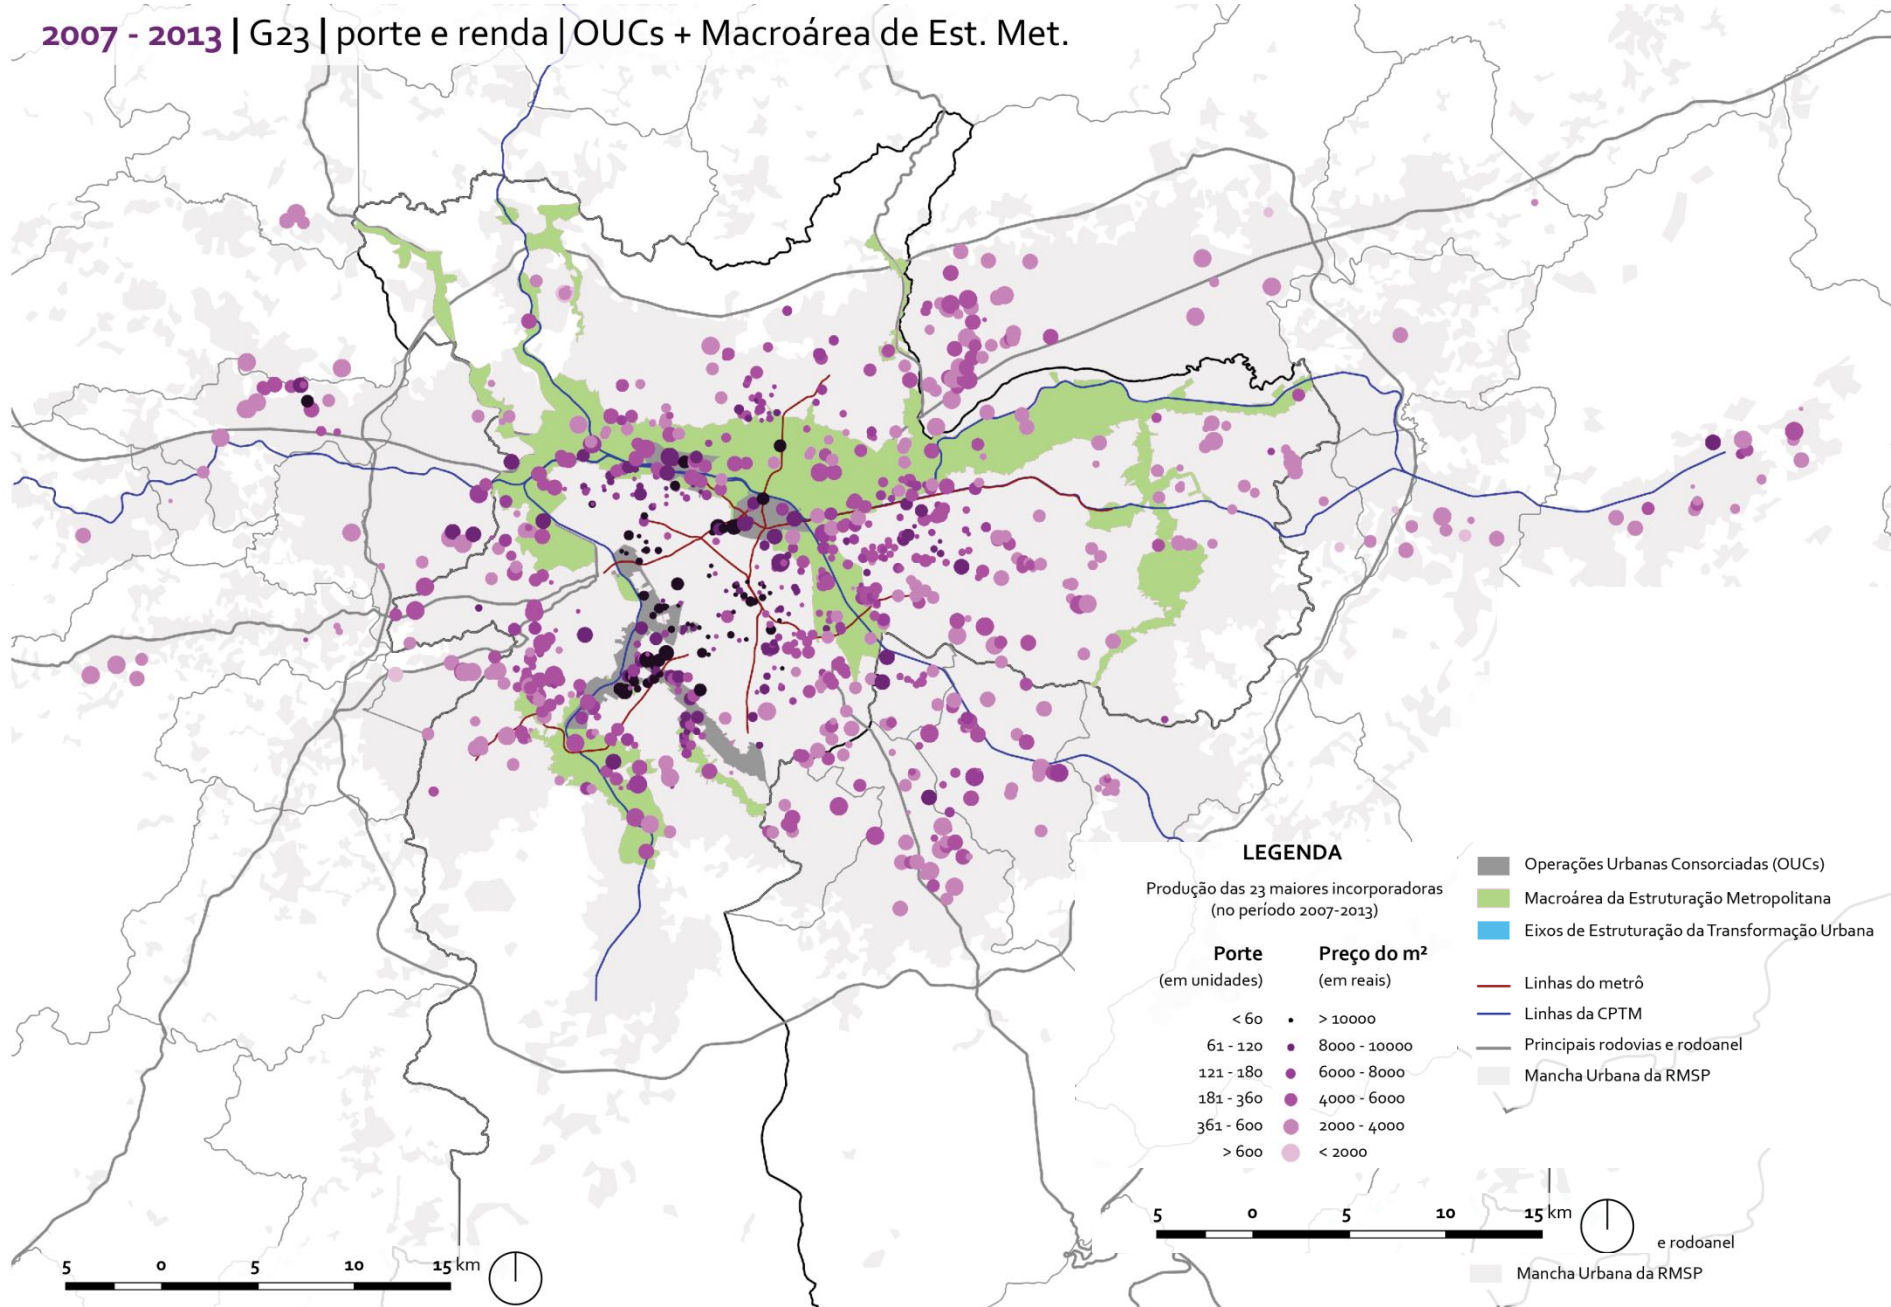 2007 - 2013 | G23 | porte e renda | OUCs + Macroárea de Est. Met.
LEGENDA
Produção das 23 maiores incorporadoras
(no período 2007-2013)
Porte Preço do m²
(em unidades) (em reais)
< 60 > 10000
61 - 120 8000 - 10000
121 - 180 6000 - 8000
181 - 360 4000 - 6000
361 - 600 2000 - 4000
> 600 < 2000
Operações Urbanas Consorciadas (OUCs)
Macroárea da Estruturação Metropolitana
Eixos de Estruturação da Transformação Urbana
Linhas do metrô
Linhas da CPTM
Principais rodovias e rodoanel
Mancha Urbana da RMSP
5 0 5 10 15 km
e rodoanel
Mancha Urbana da RMSP
5 0 5 10 15 km